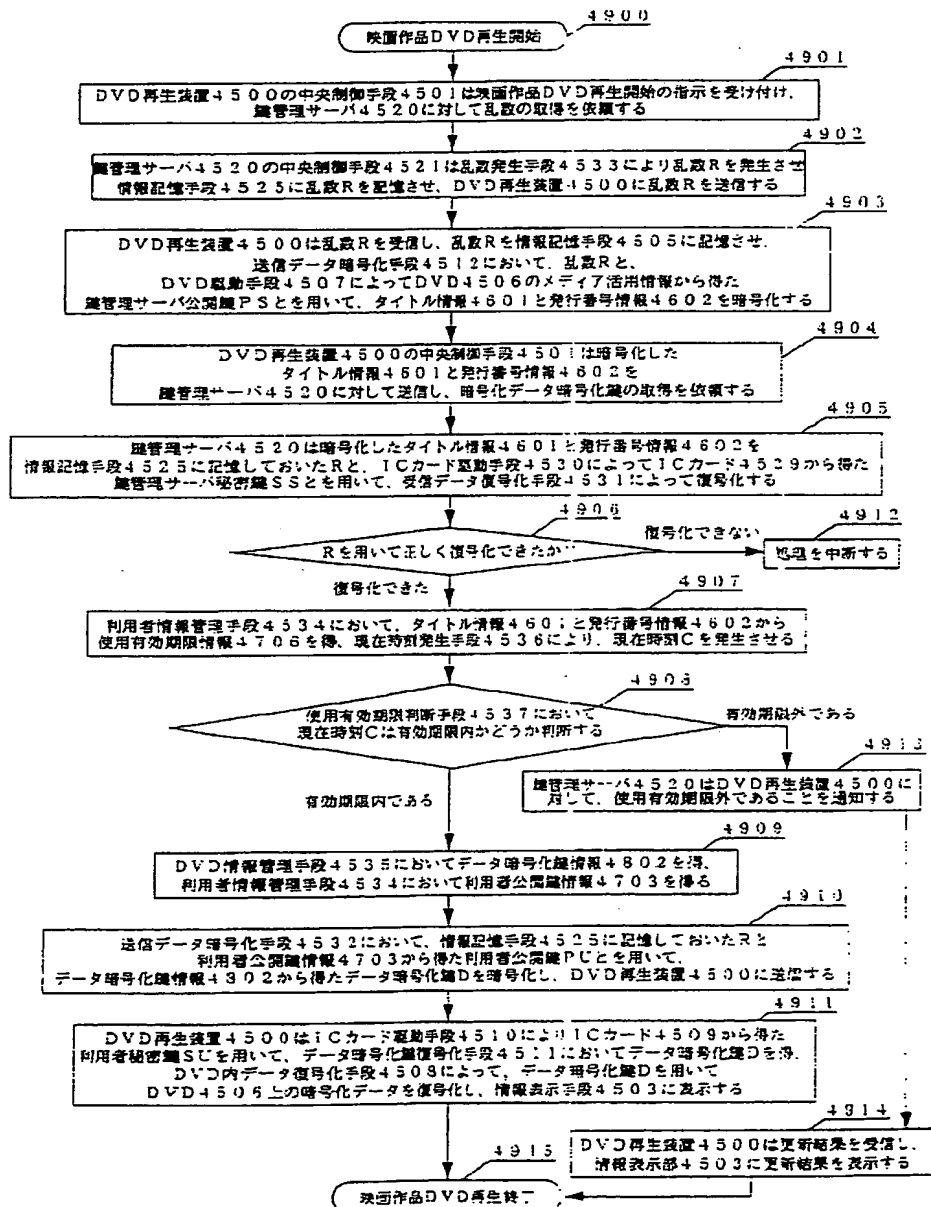 4900
映画作品DVD再生開始
4901
DVD再生装置4500の中央制御手段4501は映画作品DVD再生開始の指示を受け付け、
鍵管理サーバ4520に対して乱数の取得を依頼する
4902
鍵管理サーバ4520の中央制御手段4521は乱数発生手段4533により乱数Rを発生させ
情報記憶手段4525に乱数Rを記憶させ、DVD再生装置4500に乱数Rを送信する
4903
DVD再生装置4500は乱数Rを受信し、乱数Rを情報記憶手段4505に記憶させ、
送信データ暗号化手段4512において、乱数Rと、
DVD駆動手段4507によってDVD4506のメディア活用情報から得た
鍵管理サーバ公開鍵PSとを用いて、タイトル情報4601と発行番号情報4602を暗号化する
4904
DVD再生装置4500の中央制御手段4501は暗号化した
タイトル情報4601と発行番号情報4602を
鍵管理サーバ4520に対して送信し、暗号化データ暗号化鍵の取得を依頼する
4905
鍵管理サーバ4520は暗号化したタイトル情報4601と発行番号情報4602を
情報記憶手段4525に記憶しておいたRと、ICカード駆動手段4530によってICカード4529から得た
鍵管理サーバ秘密鍵SSとを用いて、受信データ復号化手段4531によって復号化する
4906
Rを用いて正しく復号化できたか
復号化できない
4912
処理を中断する
復号化できた
4907
利用者情報管理手段4534において、タイトル情報4601と発行番号情報4602から
使用有効期限情報4706を得、現在時刻発生手段4536により、現在時刻Cを発生させる
4908
使用有効期限判断手段4537において
現在時刻Cは有効期限内かどうか判断する
有効期限外である
4913
鍵管理サーバ4520はDVD再生装置4500に
対して、使用有効期限外であることを通知する
有効期限内である
4909
DVD情報管理手段4535においてデータ暗号化鍵情報4802を得、
利用者情報管理手段4534において利用者公開鍵情報4703を得る
4910
送信データ暗号化手段4532において、情報記憶手段4525に記憶しておいたRと
利用者公開鍵情報4703から得た利用者公開鍵PUとを用いて、
データ暗号化鍵情報4802から得たデータ暗号化鍵Dを暗号化し、DVD再生装置4500に送信する
4911
DVD再生装置4500はICカード駆動手段4510によりICカード4509から得た
利用者秘密鍵SUを用いて、データ暗号化鍵復号化手段4511においてデータ暗号化鍵Dを得、
DVD内データ復号化手段4508によって、データ暗号化鍵Dを用いて
DVD4506上の暗号化データを復号化し、情報表示手段4503に表示する
4914
DVD再生装置4500は更新結果を受信し、
情報表示部4503に更新結果を表示する
4915
映画作品DVD再生終了